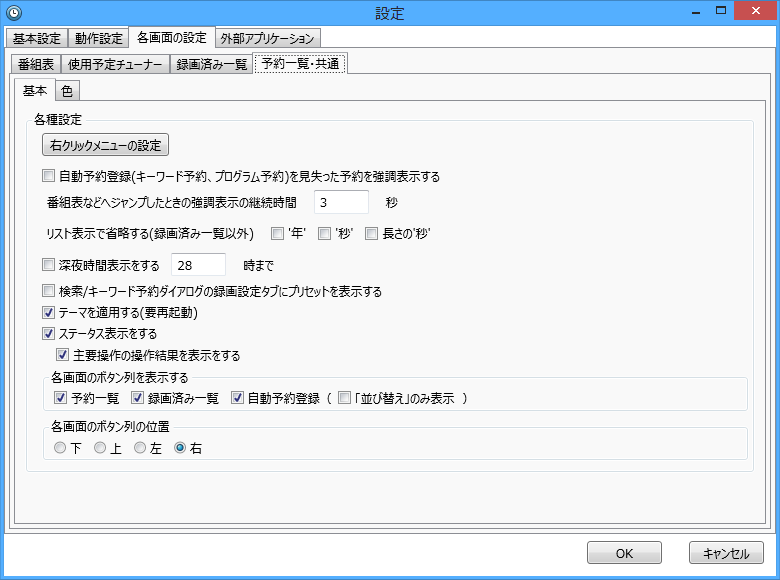 設定
基本設定 動作設定 各画面の設定 外部アプリケーション
番組表 使用予定チューナー 録画済み一覧 予約一覧・共通
基本 色
各種設定
右クリックメニューの設定
自動予約登録(キーワード予約、プログラム予約)を見失った予約を強調表示する
番組表などへジャンプしたときの強調表示の継続時間 3 秒
リスト表示で省略する(録画済み一覧以外) '年' '秒' 長さの'秒'
深夜時間表示をする 28 時まで
検索/キーワード予約ダイアログの録画設定タブにプリセットを表示する
テーマを適用する(要再起動)
ステータス表示をする
主要操作の操作結果を表示をする
各画面のボタン列を表示する
予約一覧 録画済み一覧 自動予約登録 ( 「並び替え」のみ表示 )
各画面のボタン列の位置
下 上 左 右
OK キャンセル